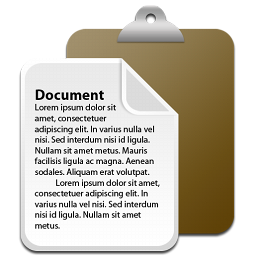 Document
Lorem ipsum dolor sit
amet, consectetuer
adipiscing elit. In varius nulla vel
nisi. Sed interdum nisi id ligula.
Nullam sit amet metus. Mauris
facilisis ligula ac magna. Aenean
sodales. Aliquam erat volutpat.
Lorem ipsum dolor sit amet,
consectetuer adipiscing elit. In
varius nulla vel nisi. Sed
interdum nisi id ligula.
Nullam sit amet
metus.